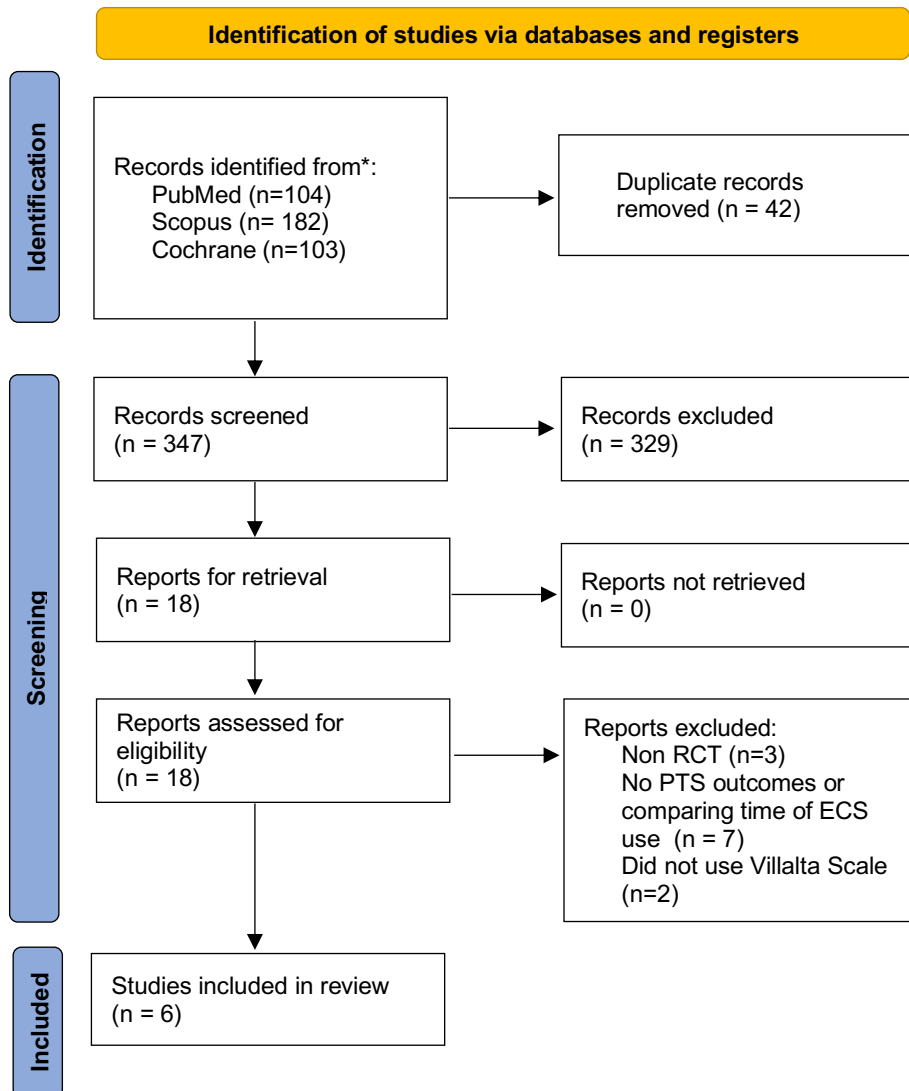 Identification of studies via databases and registers
Identification
Records identified from*:
PubMed (n=104)
Scopus (n= 182)
Cochrane (n=103)
Duplicate records
removed (n = 42)
Screening
Records screened
(n = 347)
Records excluded
(n = 329)
Reports for retrieval
(n = 18)
Reports not retrieved
(n = 0)
Reports assessed for
eligibility
(n = 18)
Reports excluded:
Non RCT (n=3)
No PTS outcomes or
comparing time of ECS
use (n = 7)
Did not use Villalta Scale
(n=2)
Included
Studies included in review
(n = 6)